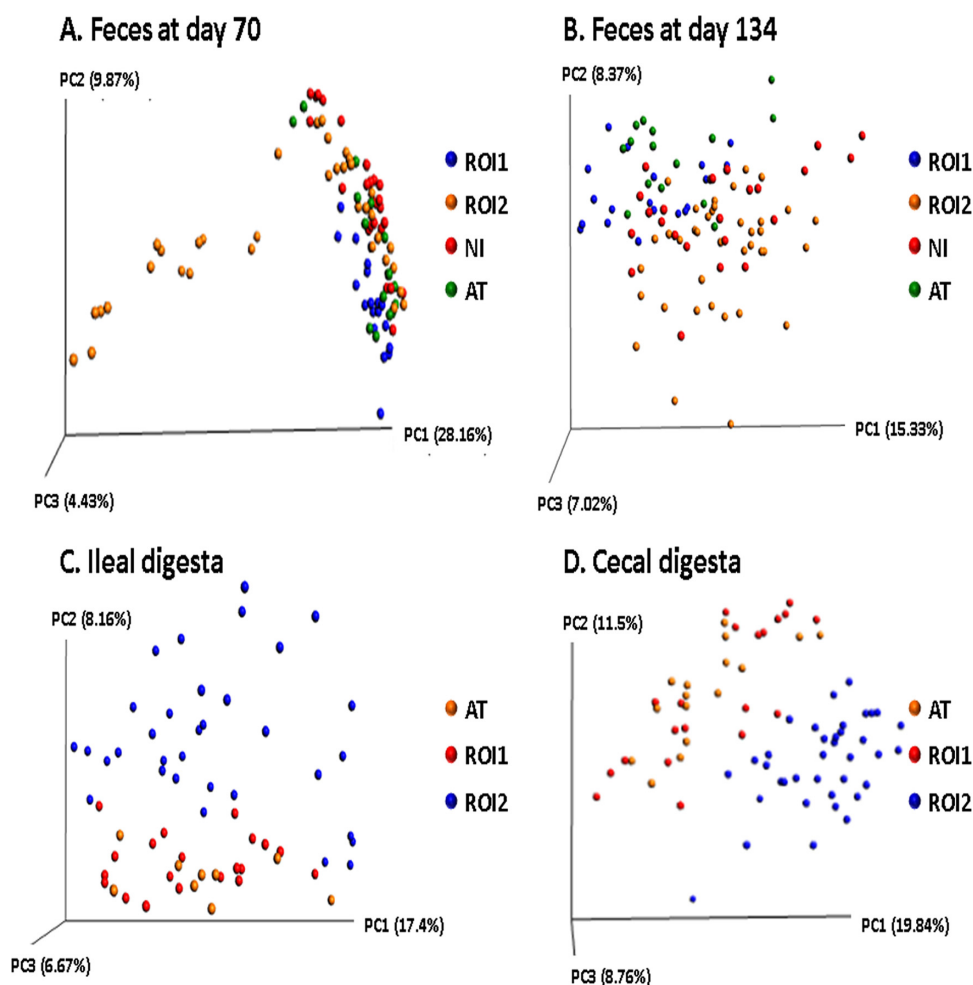 A. Feces at day 70
PC2 (9.87%)
ROI1
ROI2
NI
AT
PC1 (28.16%)
PC3 (4.43%)
B. Feces at day 134
PC2 (8.37%)
ROI1
ROI2
NI
AT
PC1 (15.33%)
PC3 (7.02%)
C. Ileal digesta
PC2 (8.16%)
AT
ROI1
ROI2
PC1 (17.4%)
PC3 (6.67%)
D. Cecal digesta
PC2 (11.5%)
AT
ROI1
ROI2
PC1 (19.84%)
PC3 (8.76%)